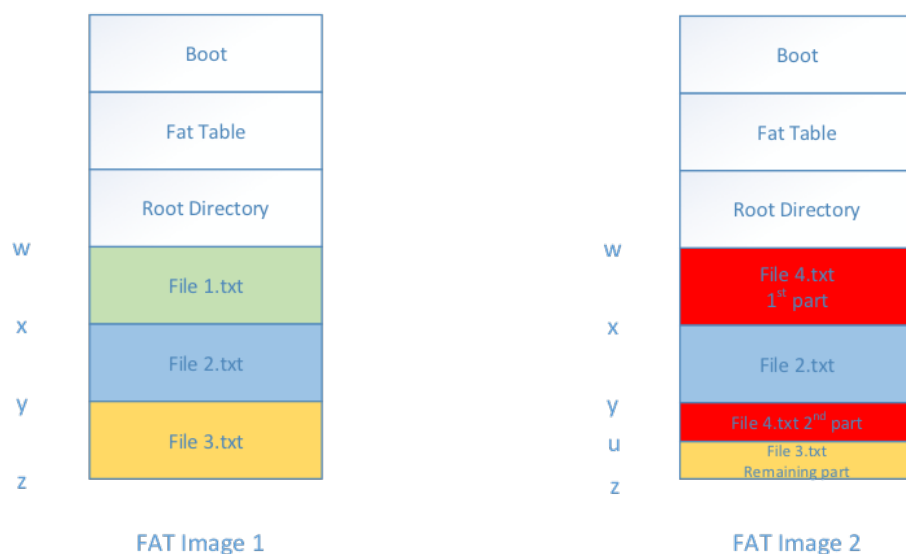 Boot
Fat Table
Root Directory
w
File 1.txt
x
File 2.txt
y
File 3.txt
z
FAT Image 1
Boot
Fat Table
Root Directory
w
File 4.txt
1st part
x
File 2.txt
y
File 4.txt 2nd part
u
File 3.txt
Remaining part
z
FAT Image 2